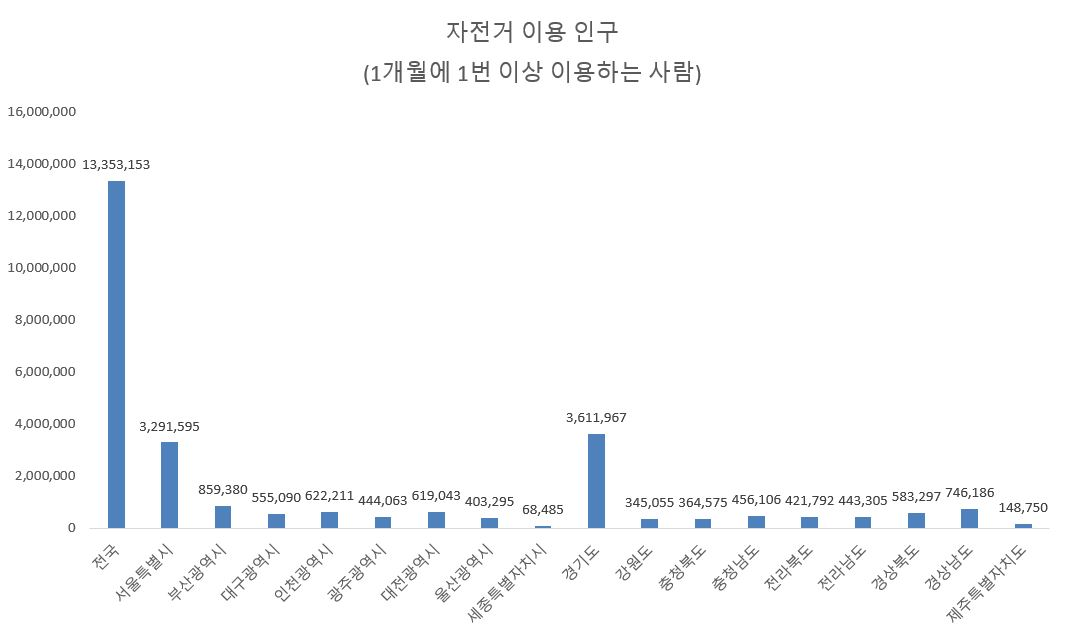 자전거 이용 인구
(1개월에 1번 이상 이용하는 사람)
16,000,000
14,000,000
12,000,000
10,000,000
8,000,000
6,000,000
4,000,000
2,000,000
0
13,353,153
3,291,595
859,380
555,090
622,211
444,063
619,043
403,295
68,485
3,611,967
345,055
364,575
456,106
421,792
443,305
583,297
746,186
148,750
전국
서울특별시
부산광역시
대구광역시
인천광역시
광주광역시
대전광역시
울산광역시
세종특별자치시
경기도
강원도
충청북도
충청남도
전라북도
전라남도
경상북도
경상남도
제주특별자치도